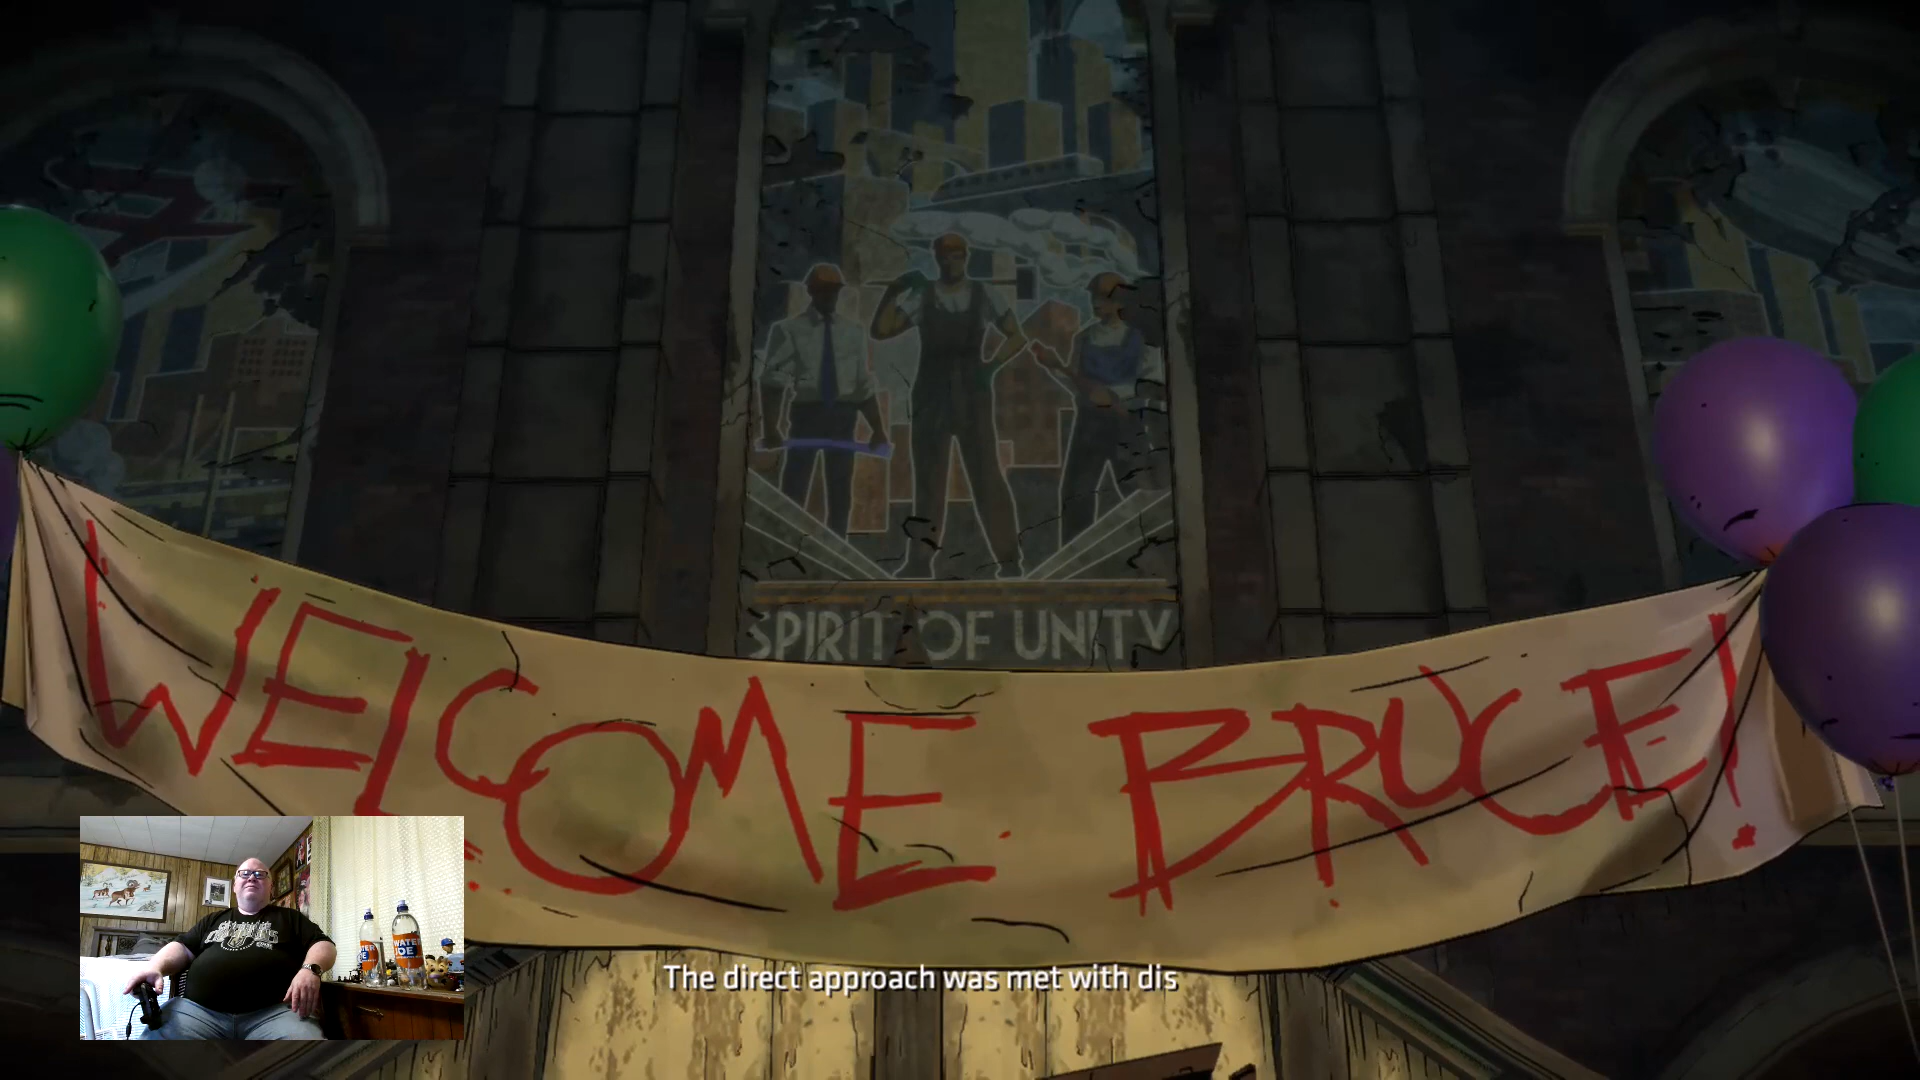 SPIRIT OF UNITY
WELCOME BRUCE!
The direct approach was met with dis